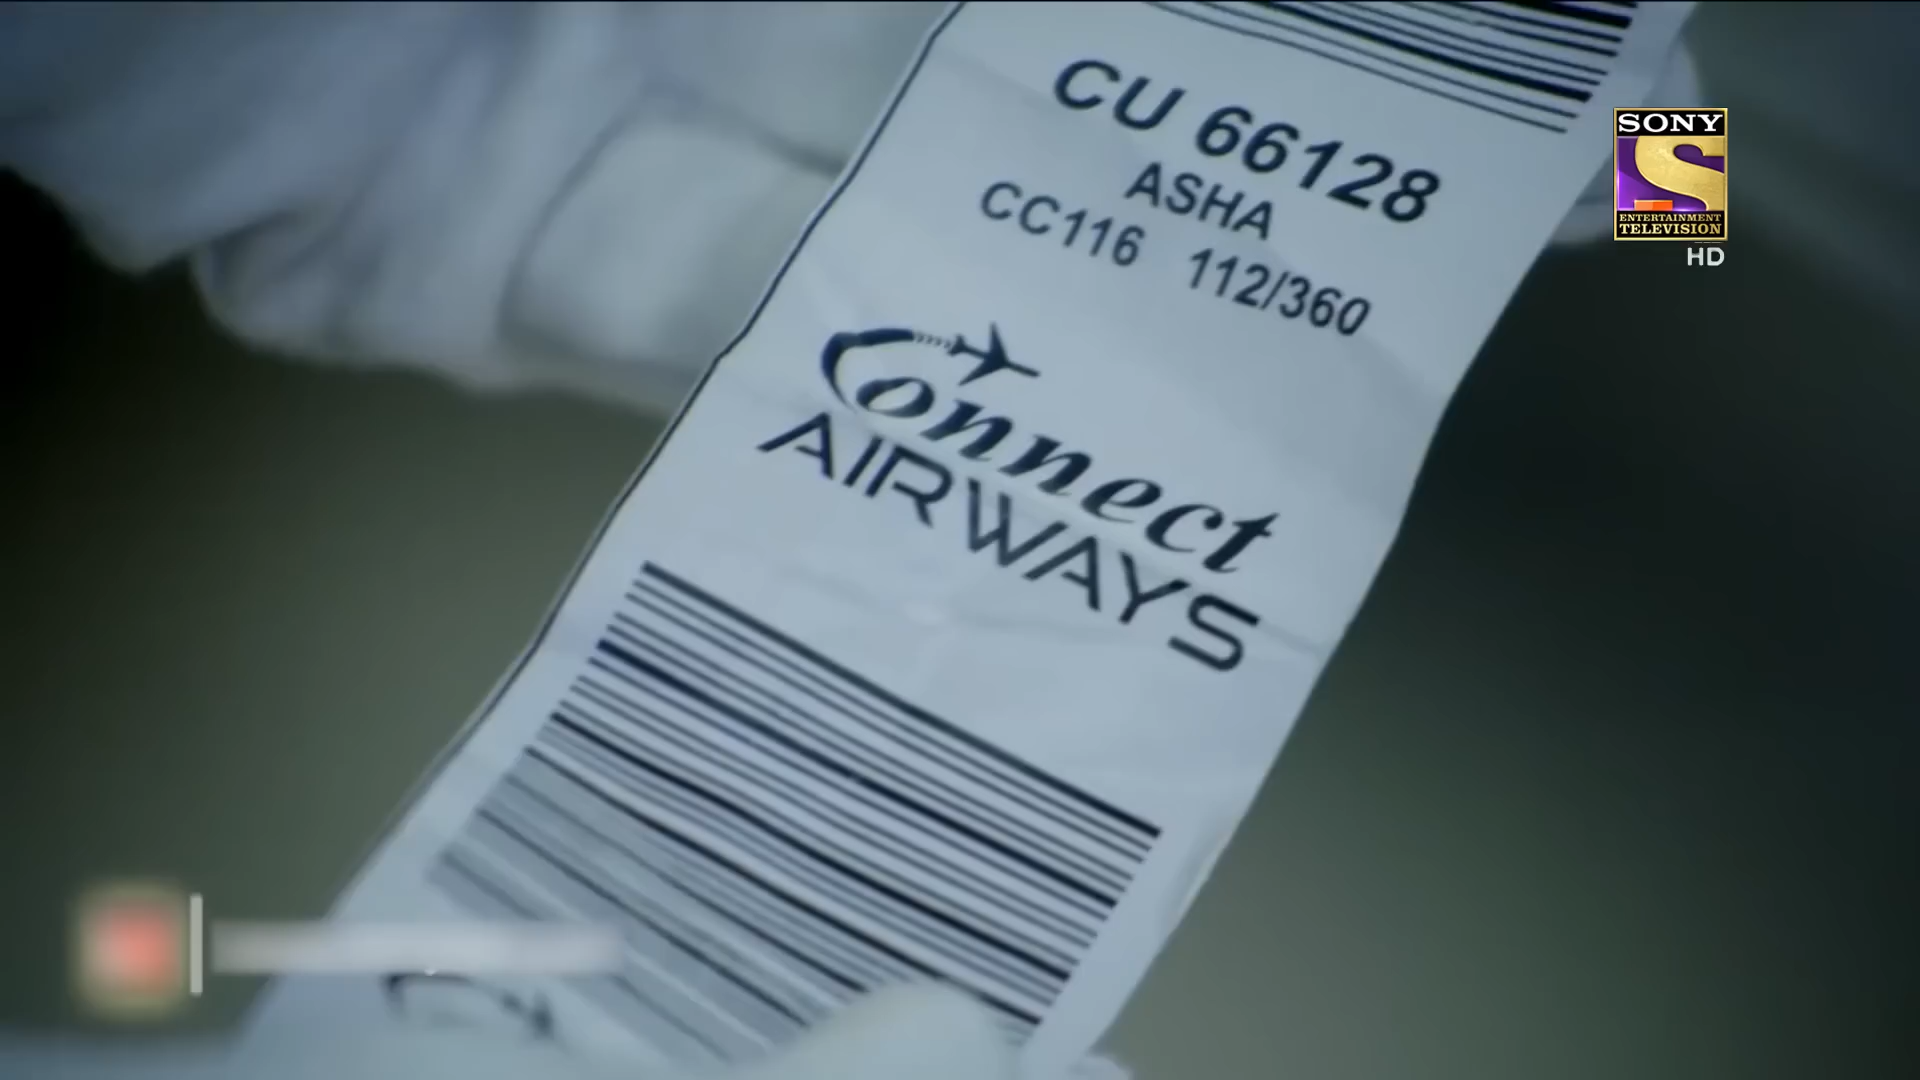 CU 66128
ASHA
CC116 112/360
Connect
AIRWAYS
SONY
ENTERTAINMENT
TELEVISION
HD